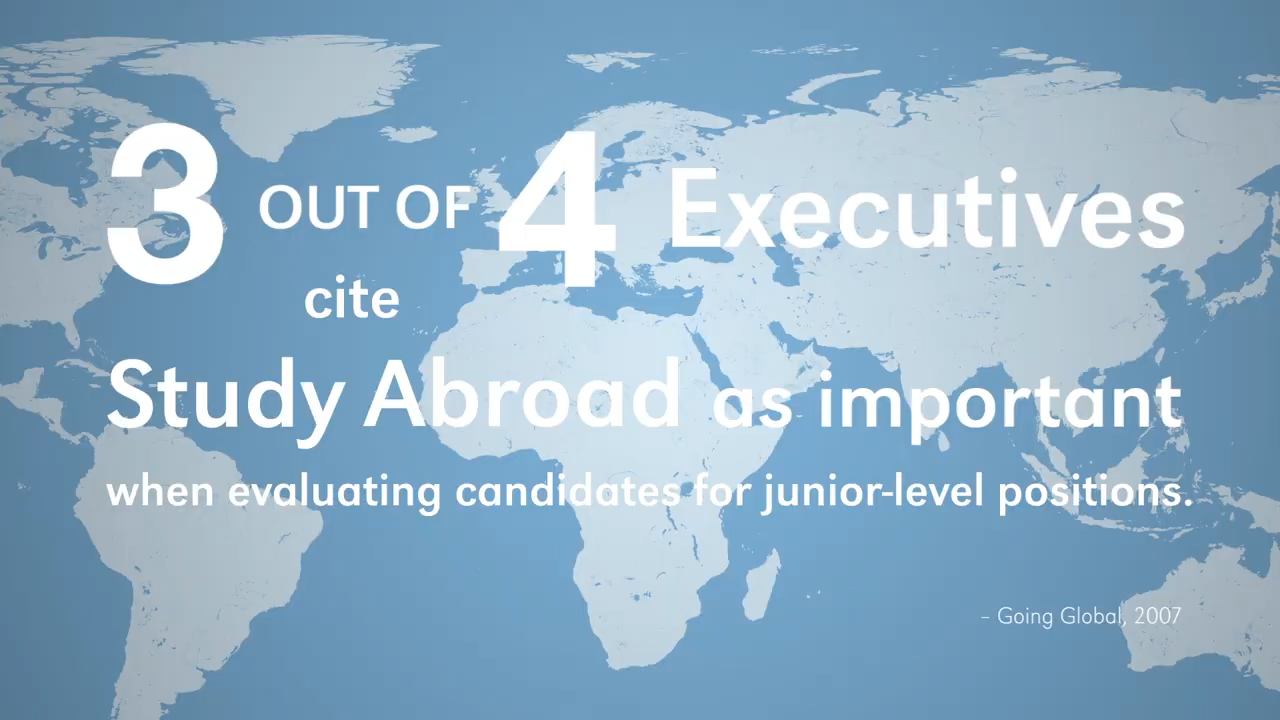 3 OUT OF 4 Executives
cite
Study Abroad as important
when evaluating candidates for junior-level positions.
– Going Global, 2007